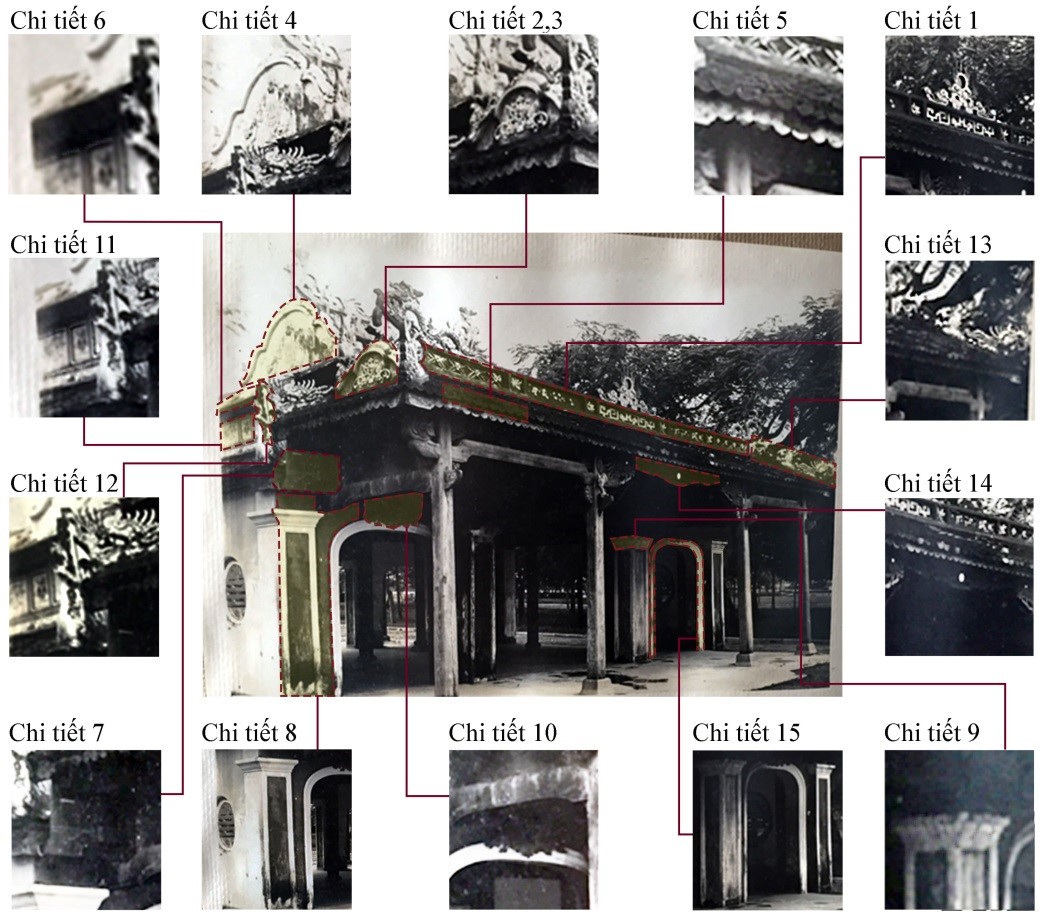 Chi tiết 6
Chi tiết 4
Chi tiết 2,3
Chi tiết 5
Chi tiết 1
Chi tiết 11
Chi tiết 13
Chi tiết 12
Chi tiết 14
Chi tiết 7
Chi tiết 8
Chi tiết 10
Chi tiết 15
Chi tiết 9